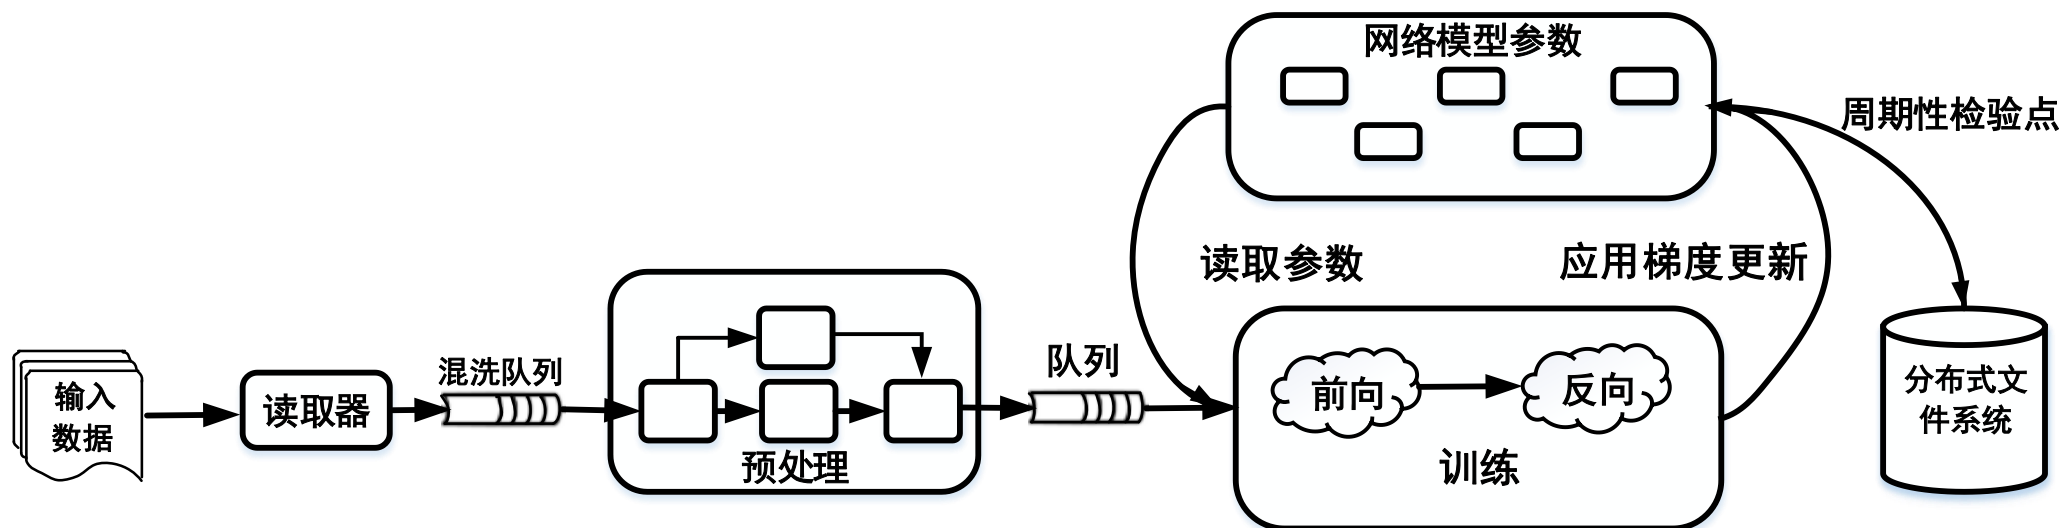 网络模型参数
周期性检验点
读取参数
应用梯度更新
输入
数据
读取器
混洗队列
预处理
队列
前向
反向
训练
分布式文
件系统